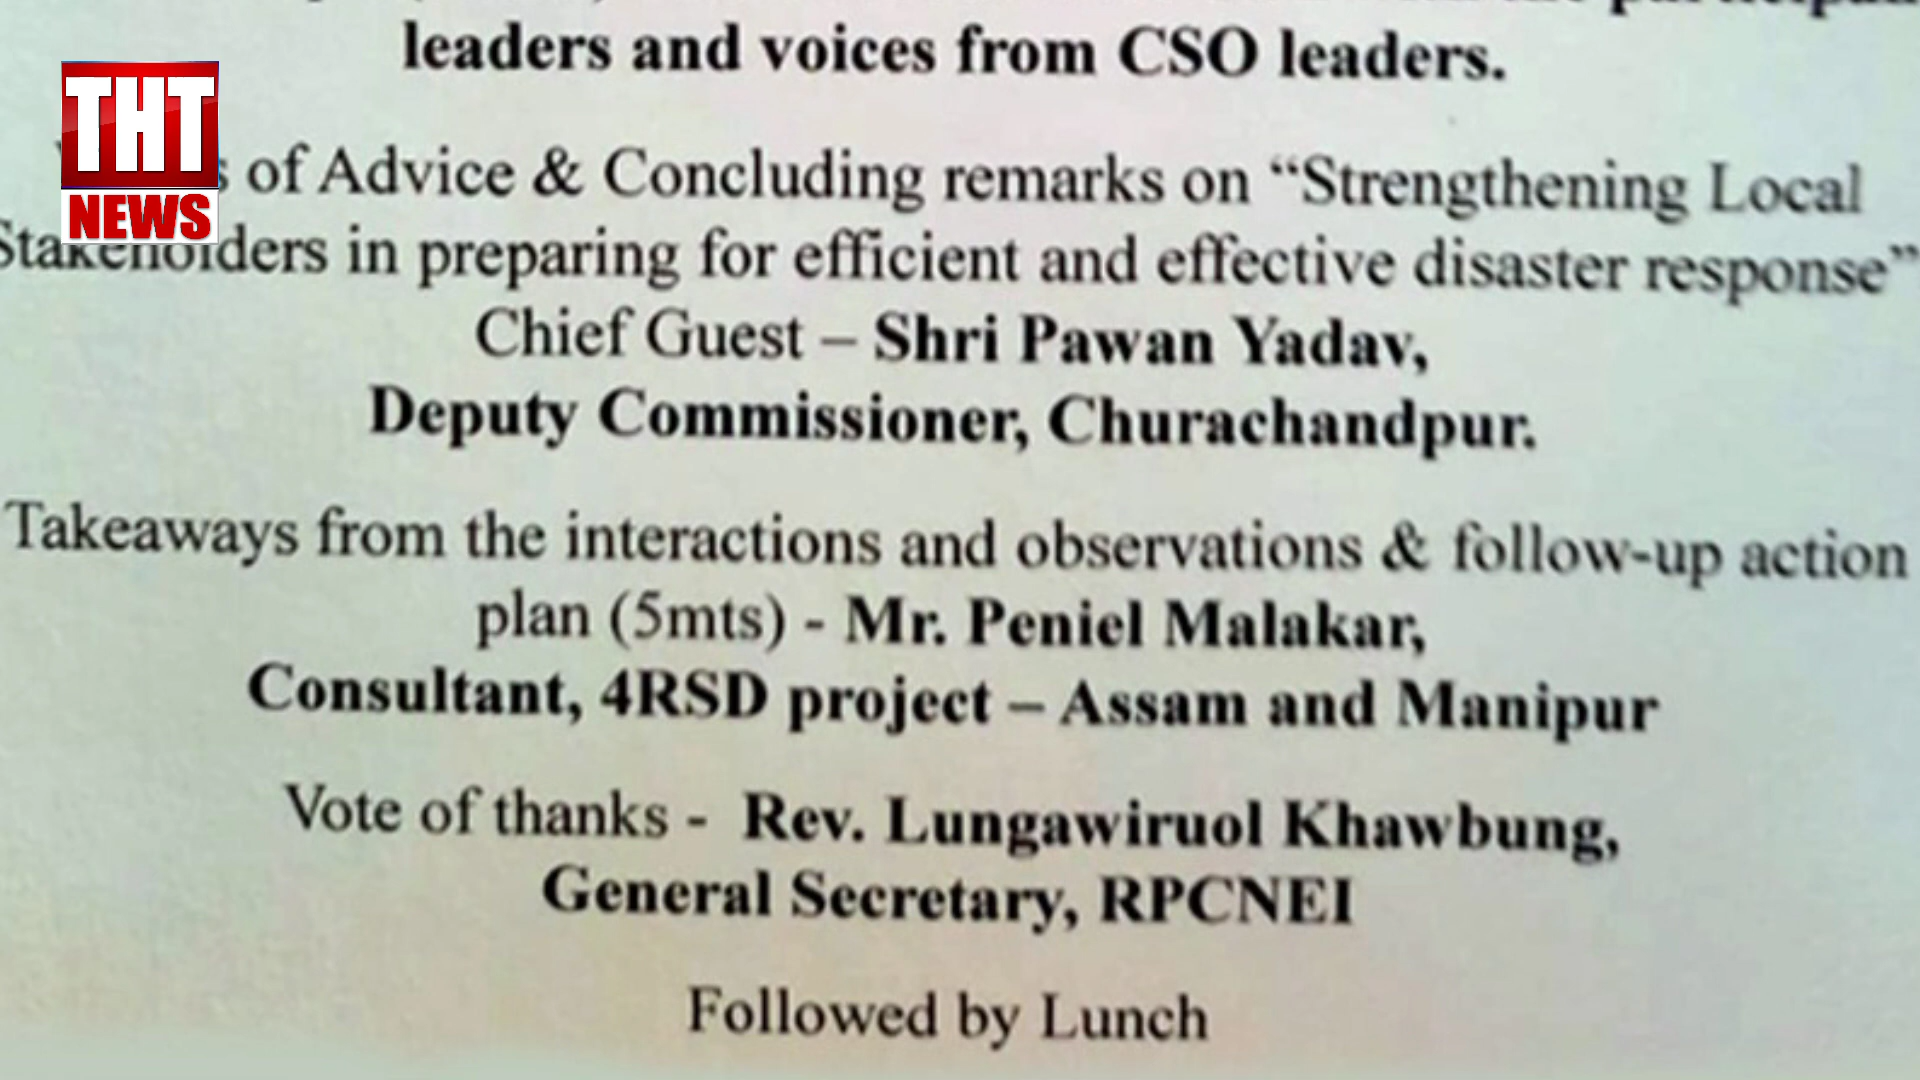 leaders and voices from CSO leaders.
THT
NEWS
of Advice & Concluding remarks on “Strengthening Local
Stakeholders in preparing for efficient and effective disaster response”
Chief Guest – Shri Pawan Yadav,
Deputy Commissioner, Churachandpur.
Takeaways from the interactions and observations & follow-up action
plan (5mts) - Mr. Peniel Malakar,
Consultant, 4RSD project – Assam and Manipur
Vote of thanks - Rev. Lungawiruol Khawbung,
General Secretary, RPCNEI
Followed by Lunch